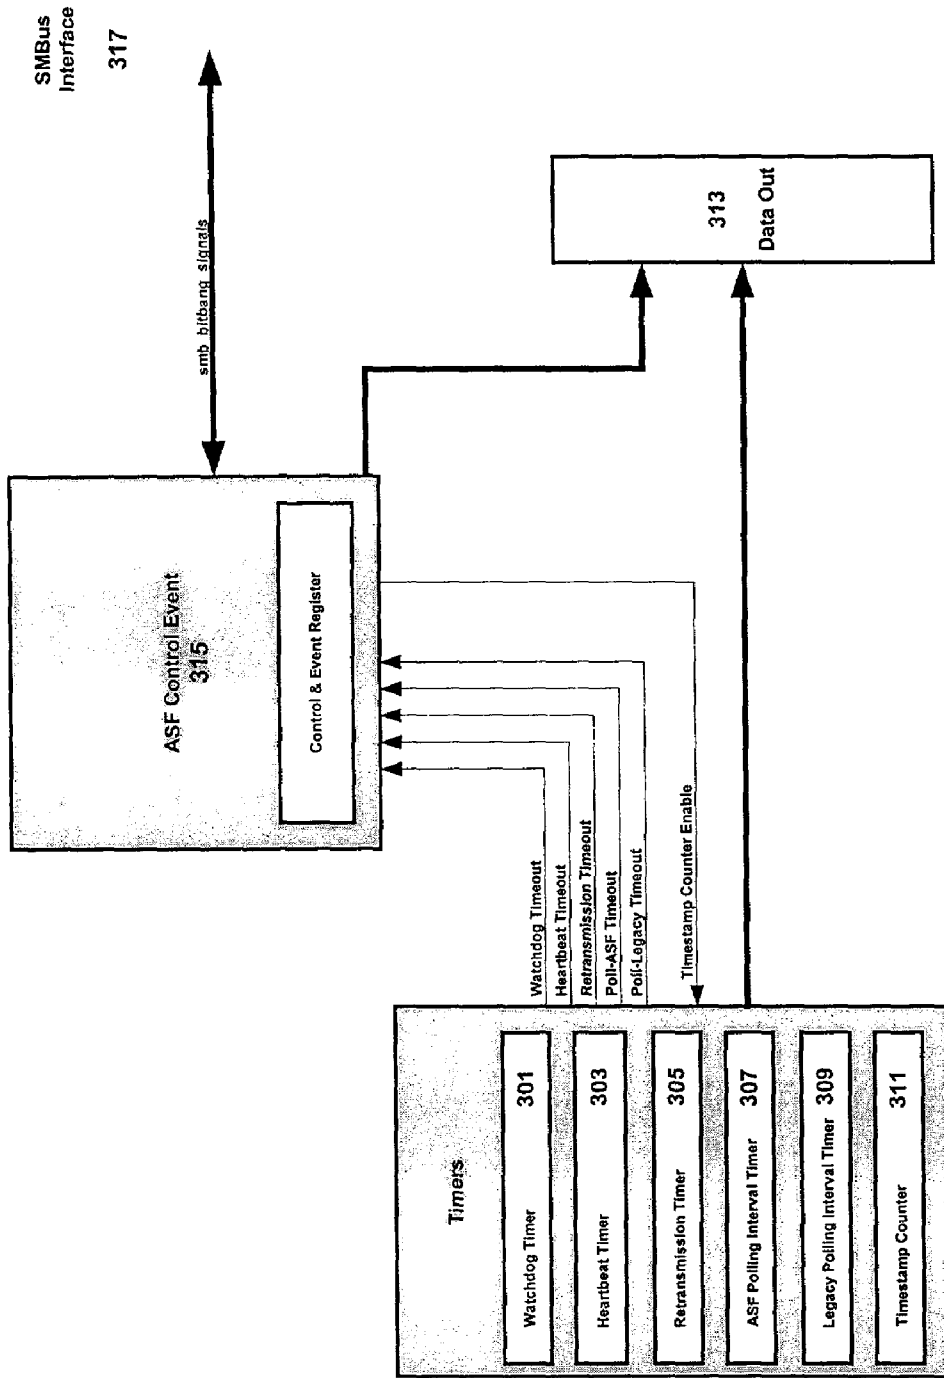 Timers
Watchdog Timer 301
Heartbeat Timer 303
Retransmission Timer 305
ASF Polling Interval Timer 307
Legacy Polling Interval Timer 309
Timestamp Counter 311
Watchdog Timeout
Heartbeat Timeout
Retransmission Timeout
Poll-ASF Timeout
Poll-Legacy Timeout
Timestamp Counter Enable
ASF Control Event
315
Control & Event Register
smb bitbang signals
SMBus
Interface
317
313
Data Out